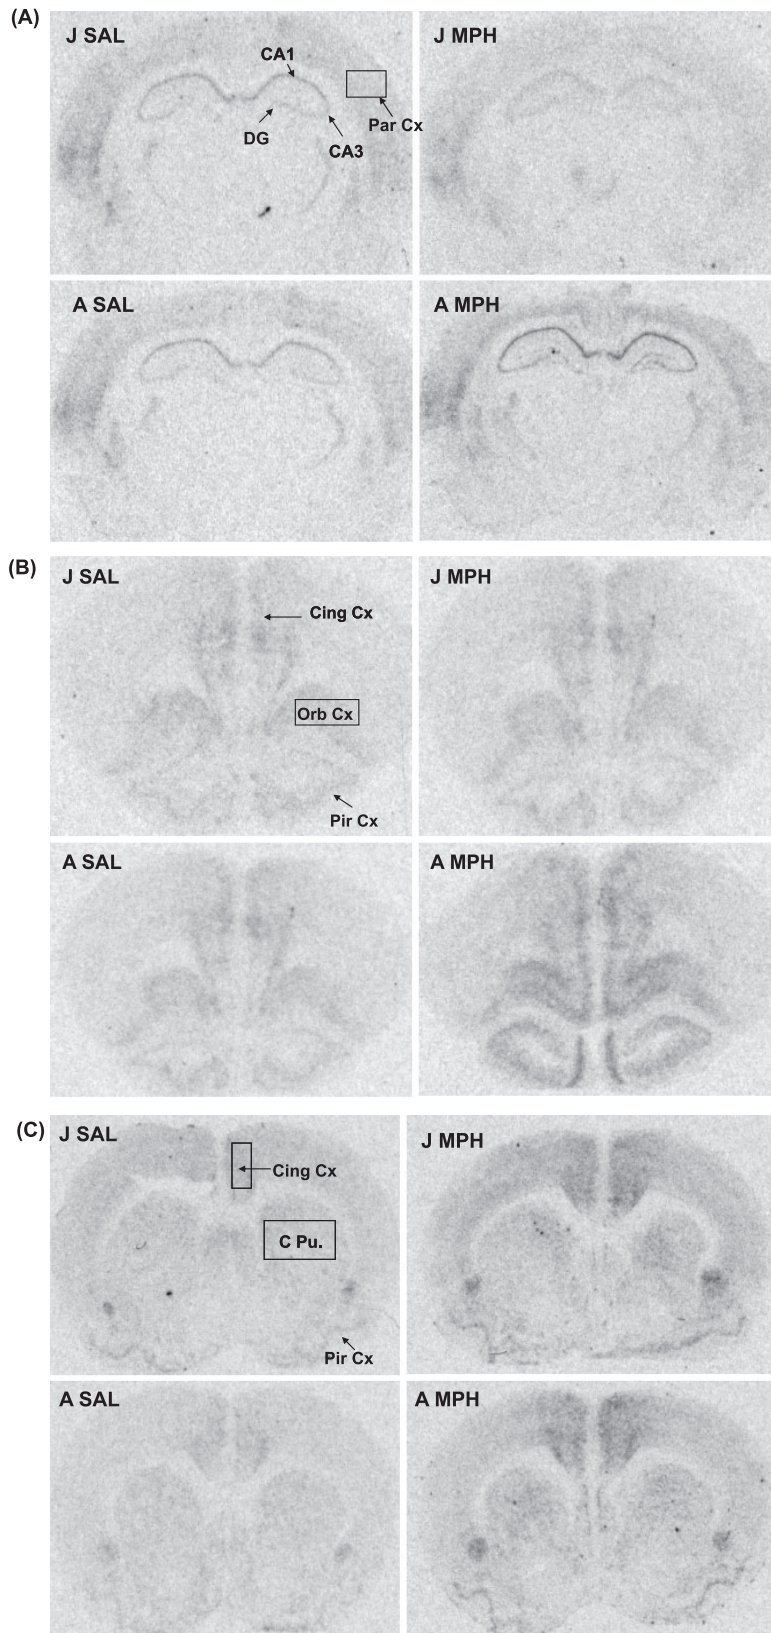 (A)
J SAL
J MPH
CA1
DG
Par Cx
CA3
A SAL
A MPH
(B)
J SAL
J MPH
Cing Cx
Orb Cx
Pir Cx
A SAL
A MPH
(C)
J SAL
J MPH
Cing Cx
C Pu.
Pir Cx
A SAL
A MPH